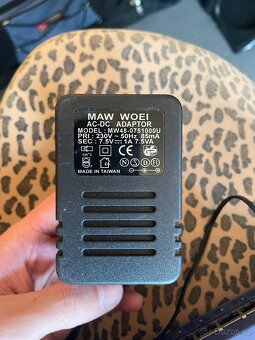 MAW WOEI
AC-DC ADAPTOR
MODEL: MW48-0751000U
PRI : 230V ~ 50Hz 85mA
SEC : 7.5V ⎓ 1A 7.5VA
CE
MADE IN TAIWAN